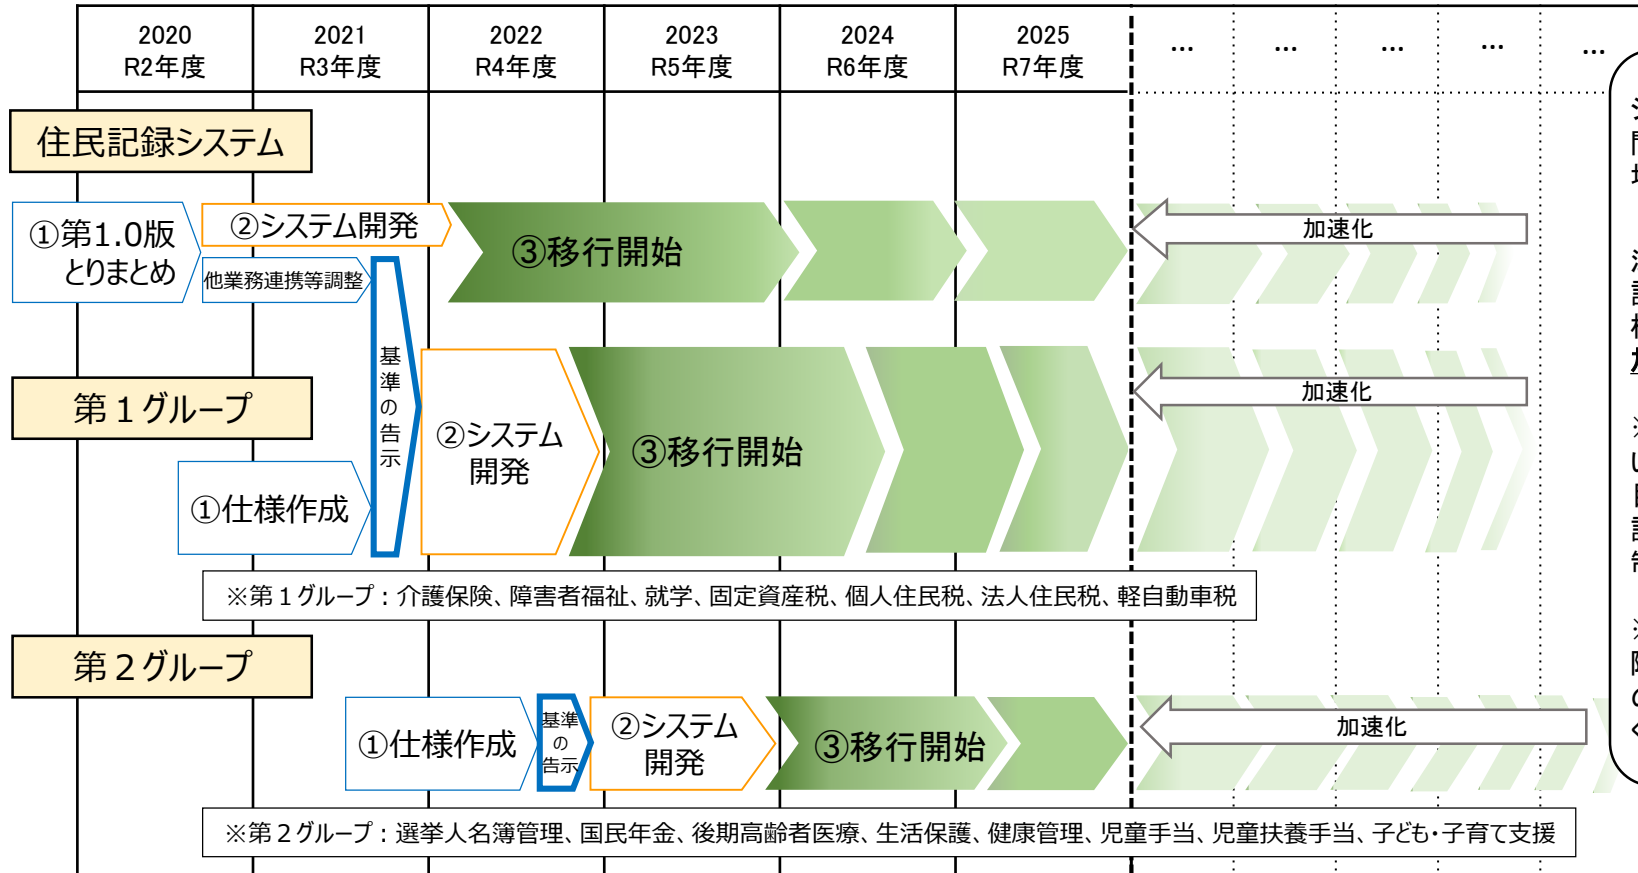 2020
R2年度
2021
R3年度
2022
R4年度
2023
R5年度
2024
R6年度
2025
R7年度
…
…
…
…
…
住民記録システム
①第1.0版
とりまとめ
②システム開発
他業務連携等調整
③移行開始
加速化
基準の告示
第１グループ
①仕様作成
②システム
開発
③移行開始
加速化
※第１グループ：介護保険、障害者福祉、就学、固定資産税、個人住民税、法人住民税、軽自動車税
第２グループ
①仕様作成
基準
の
告示
②システム
開発
③移行開始
加速化
※第２グループ：選挙人名簿管理、国民年金、後期高齢者医療、生活保護、健康管理、児童手当、児童扶養手当、子ども・子育て支援